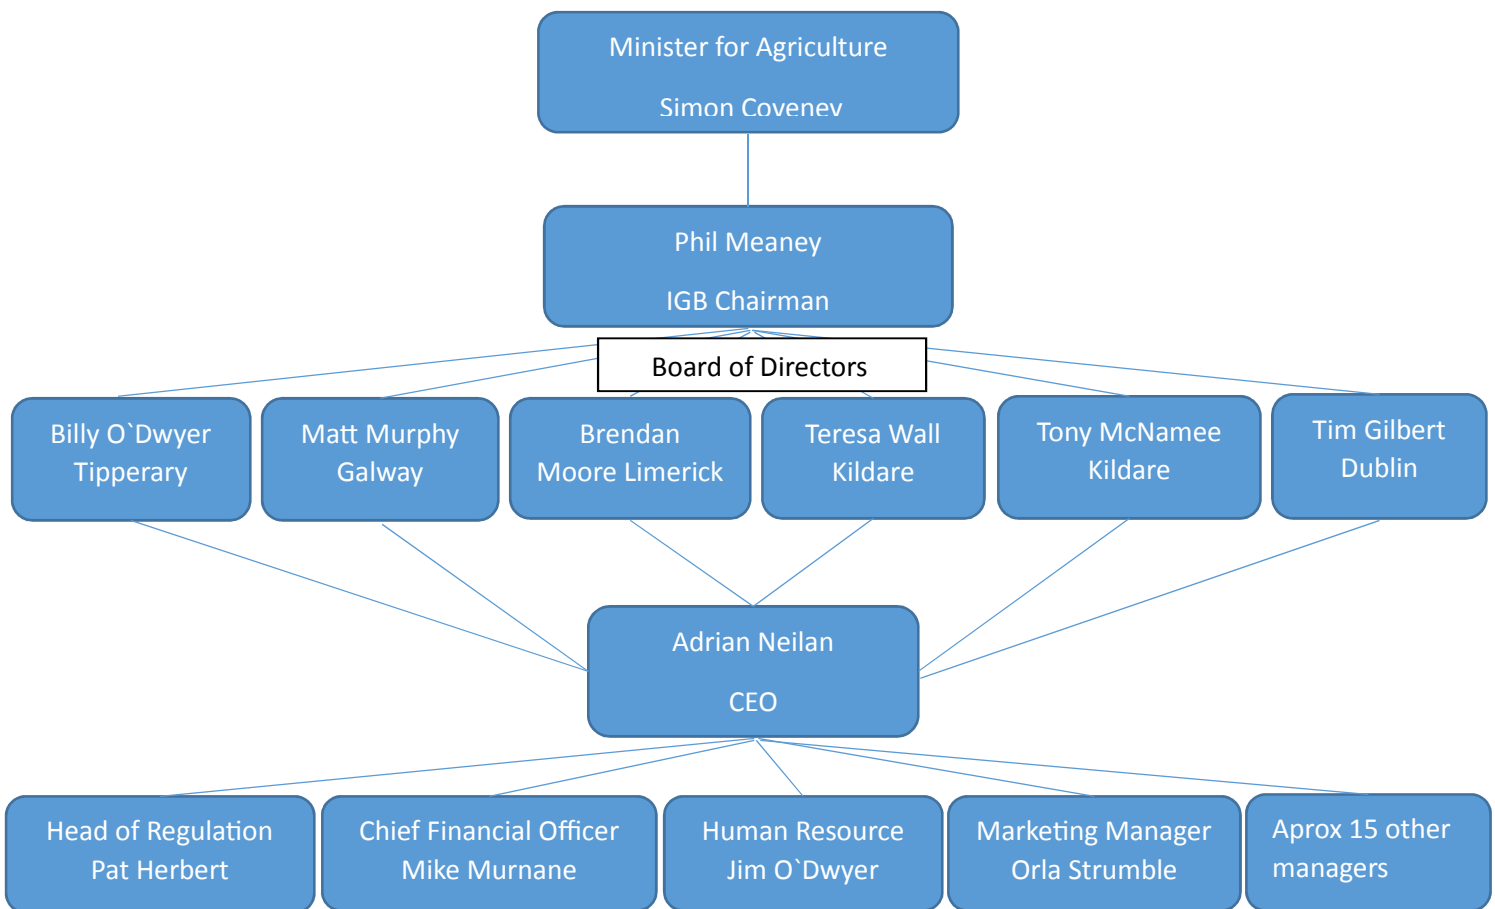 Minister for Agriculture
Simon Coveney
Phil Meaney
IGB Chairman
Board of Directors
Billy O`Dwyer
Tipperary
Matt Murphy
Galway
Brendan
Moore Limerick
Teresa Wall
Kildare
Tony McNamee
Kildare
Tim Gilbert
Dublin
Adrian Neilan
CEO
Head of Regulation
Pat Herbert
Chief Financial Officer
Mike Murnane
Human Resource
Jim O`Dwyer
Marketing Manager
Orla Strumble
Aprox 15 other
managers